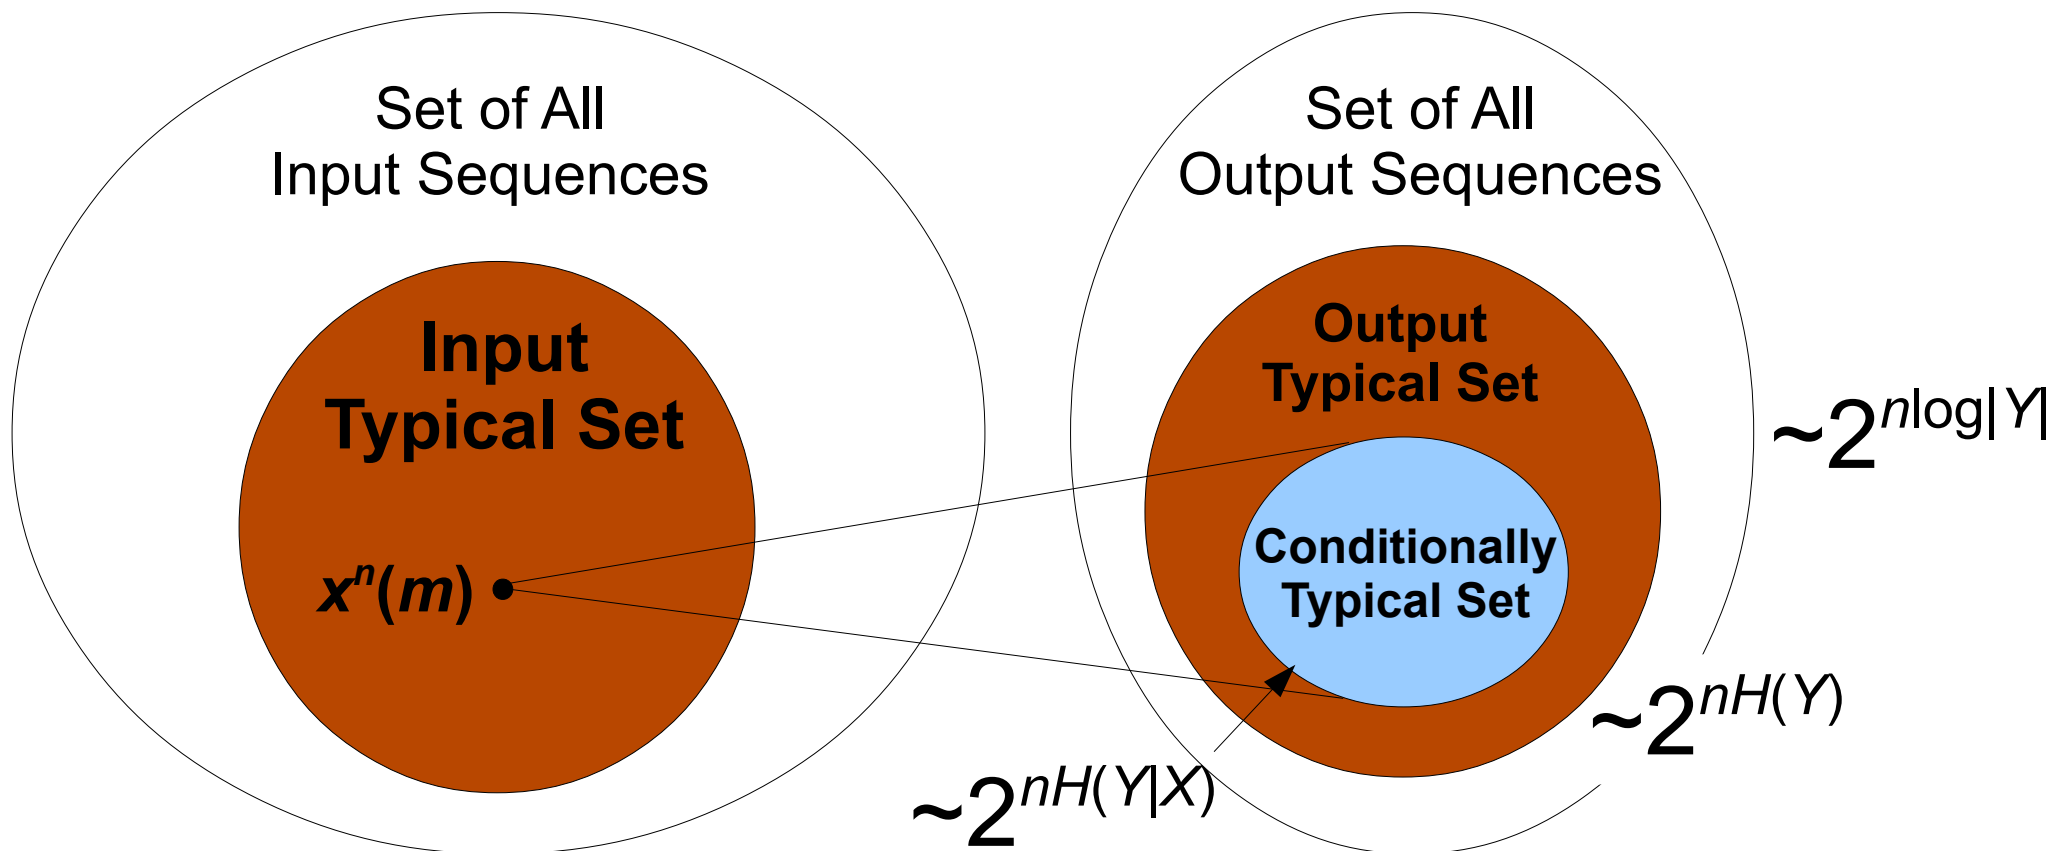 Set of All
Input Sequences
Input
Typical Set
xⁿ(m)
Set of All
Output Sequences
Output
Typical Set
Conditionally
Typical Set
~2^{nlog|Y|}
~2^{nH(Y)}
~2^{nH(Y|X)}